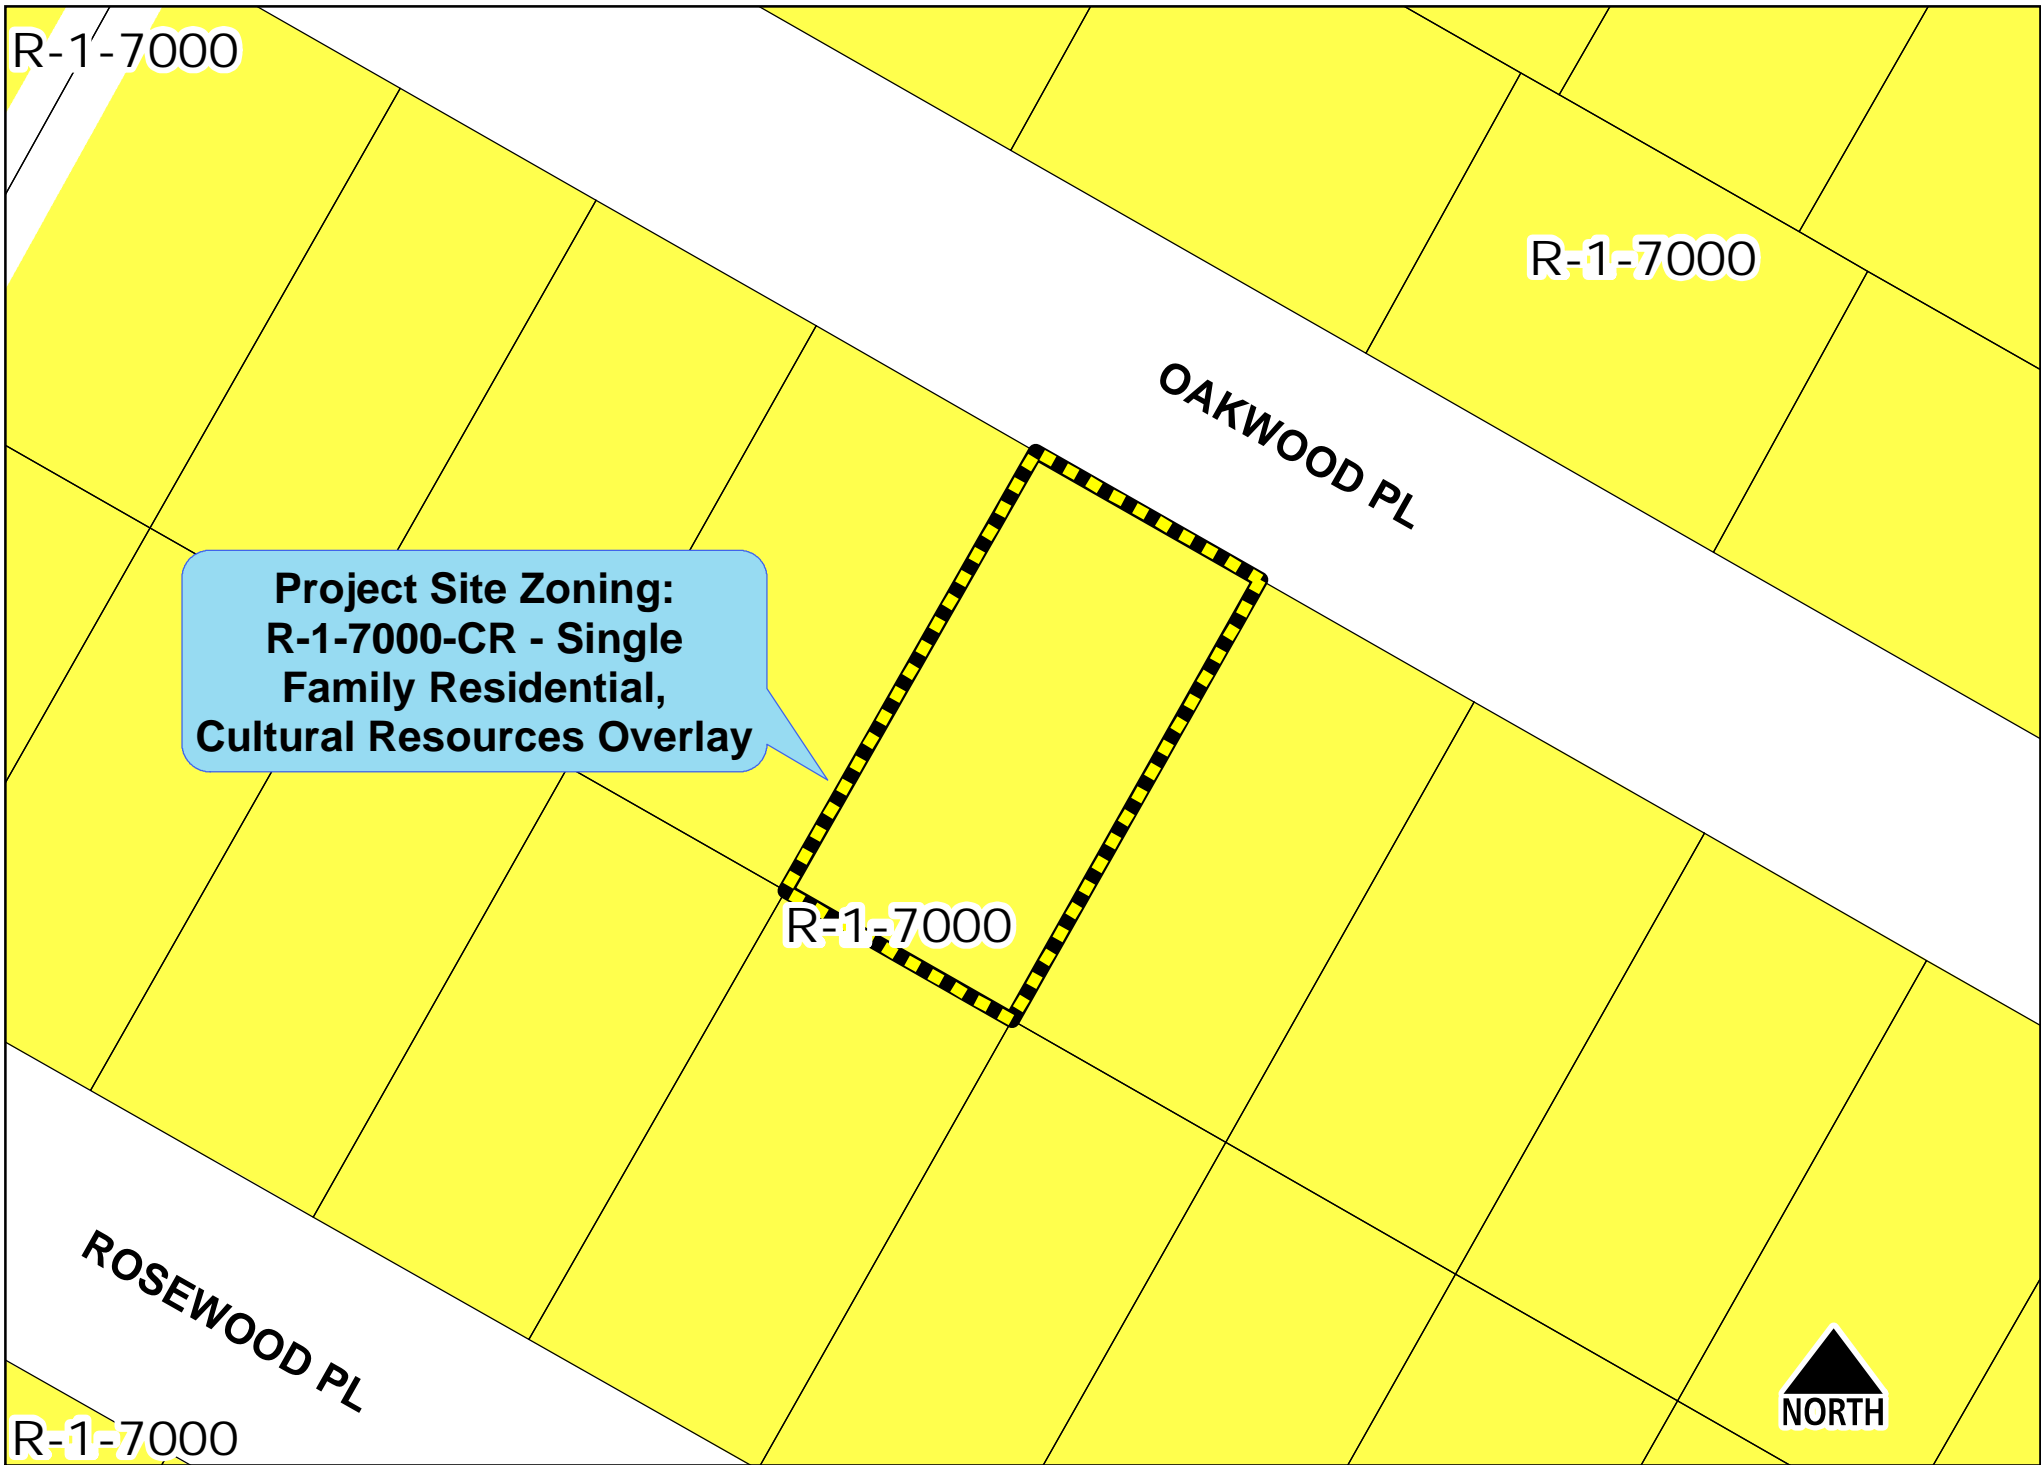 R-1-7000
R-1-7000
OAKWOOD PL
Project Site Zoning:
R-1-7000-CR - Single
Family Residential,
Cultural Resources Overlay
R-1-7000
ROSEWOOD PL
NORTH
R-1-7000